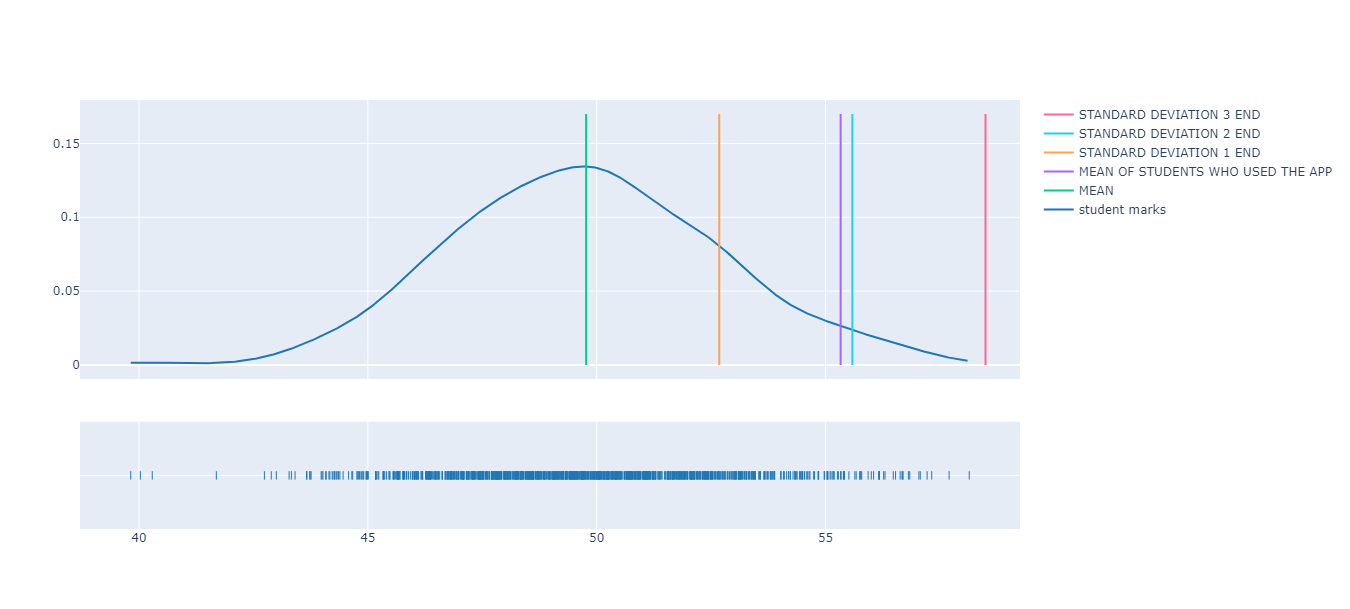 STANDARD DEVIATION 3 END
STANDARD DEVIATION 2 END
STANDARD DEVIATION 1 END
MEAN OF STUDENTS WHO USED THE APP
MEAN
student marks
0.15
0.1
0.05
0
40 45 50 55